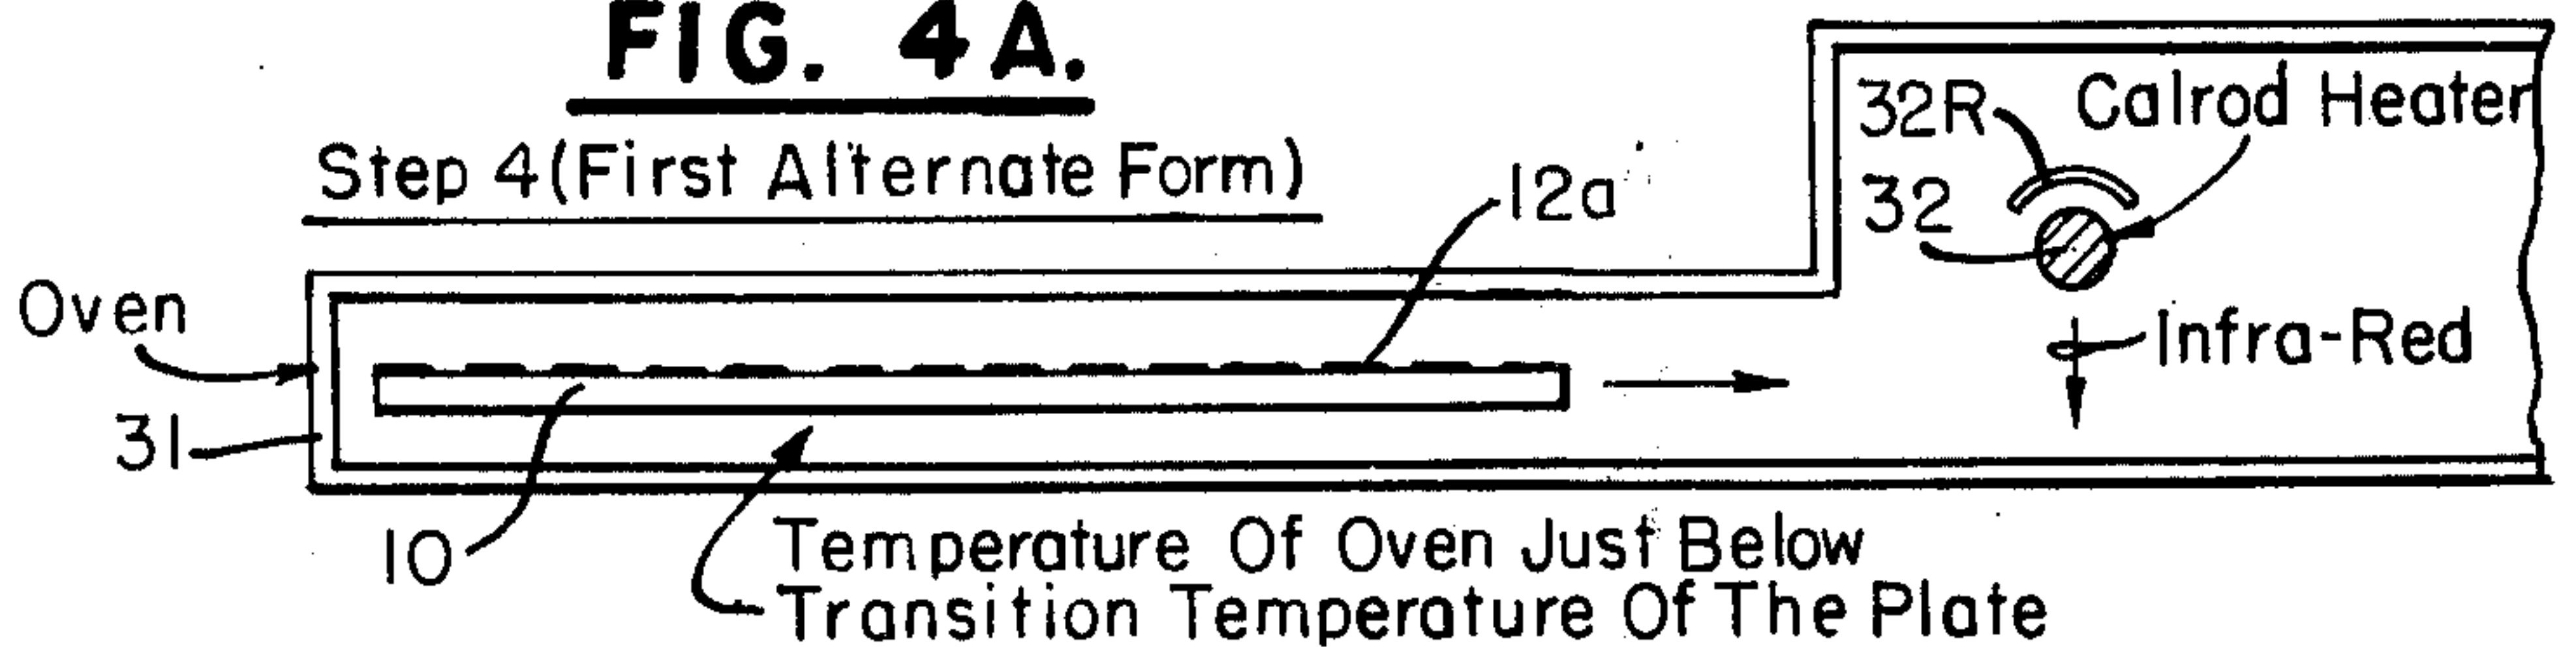 FIG. 4A.
Step 4(First Alternate Form)
32R
Calrod Heater
12a
32
Oven
Infra-Red
31
10
Temperature Of Oven Just Below
Transition Temperature Of The Plate